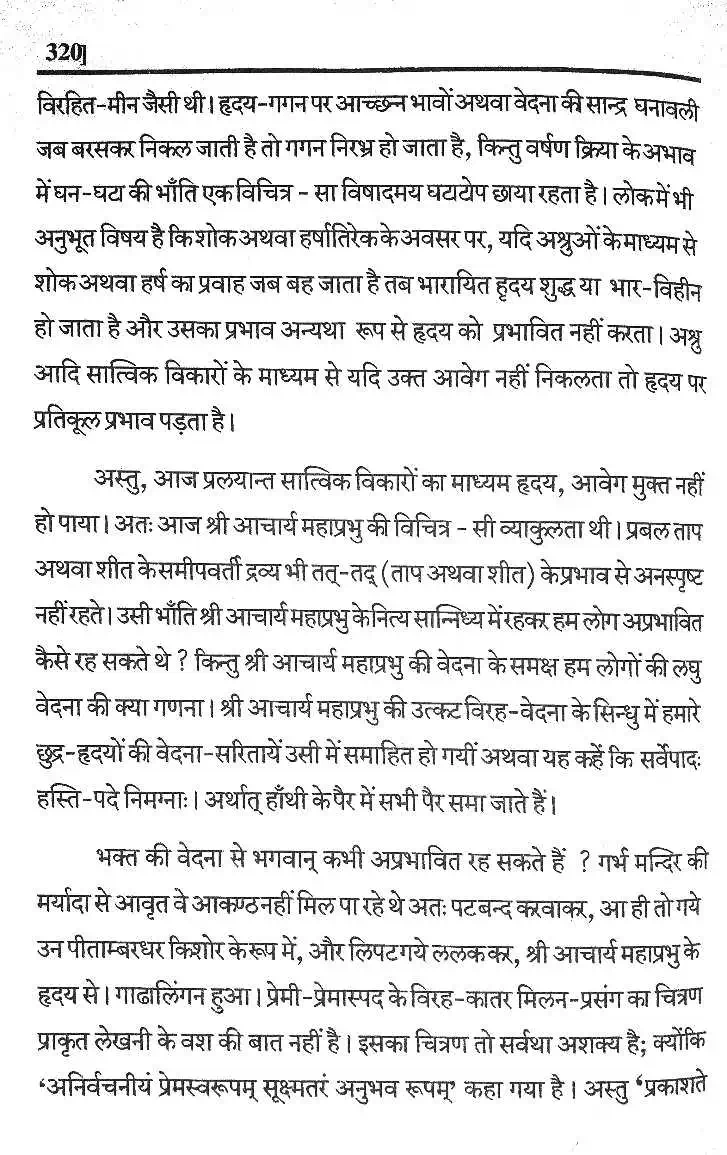 320]
विरहित-मीन जैसी थी। हृदय-गगन पर आच्छन्न भावों अथवा वेदना की सान्द्र घनावली
जब बरसकर निकल जाती है तो गगन निरभ्र हो जाता है, किन्तु वर्षण क्रिया के अभाव
में घन-घटा की भाँति एक विचित्र - सा विषादमय घटाटोप छाया रहता है। लोक में भी
अनुभूत विषय है कि शोक अथवा हर्षातिरेक के अवसर पर, यदि अश्रुओं के माध्यम से
शोक अथवा हर्ष का प्रवाह जब बह जाता है तब भारायित हृदय शुद्ध या भार-विहीन
हो जाता है और उसका प्रभाव अन्यथा रूप से हृदय को प्रभावित नहीं करता। अश्रु
आदि सात्विक विकारों के माध्यम से यदि उक्त आवेग नहीं निकलता तो हृदय पर
प्रतिकूल प्रभाव पड़ता है।
अस्तु, आज प्रलयान्त सात्विक विकारों का माध्यम हृदय, आवेग मुक्त नहीं
हो पाया। अतः आज श्री आचार्य महाप्रभु की विचित्र - सी व्याकुलता थी। प्रबल ताप
अथवा शीत के समीपवर्ती द्रव्य भी तत्-तद् (ताप अथवा शीत) के प्रभाव से अनस्पृष्ट
नहीं रहते। उसी भाँति श्री आचार्य महाप्रभु के नित्य सान्निध्य में रहकर हम लोग अप्रभावित
कैसे रह सकते थे ? किन्तु श्री आचार्य महाप्रभु की वेदना के समक्ष हम लोगों की लघु
वेदना की क्या गणना। श्री आचार्य महाप्रभु की उत्कट विरह-वेदना के सिन्धु में हमारे
छुद्र-हृदयों की वेदना-सरितायें उसी में समाहित हो गयीं अथवा यह कहें कि सर्वेपादः
हस्ति-पदे निमग्नाः। अर्थात् हाँथी के पैर में सभी पैर समा जाते हैं।
भक्त की वेदना से भगवान् कभी अप्रभावित रह सकते हैं ? गर्भ मन्दिर की
मर्यादा से आवृत वे आकण्ठ नहीं मिल पा रहे थे अतः पटबन्द करवाकर, आ ही तो गये
उन पीताम्बरधर किशोर के रूप में, और लिपट गये ललक कर, श्री आचार्य महाप्रभु के
हृदय से। गाढालिंगन हुआ। प्रेमी-प्रेमास्पद के विरह-कातर मिलन-प्रसंग का चित्रण
प्राकृत लेखनी के वश की बात नहीं है। इसका चित्रण तो सर्वथा अशक्य है; क्योंकि
‘अनिर्वचनीयं प्रेमस्वरूपम् सूक्ष्मतरं अनुभव रूपम्’ कहा गया है। अस्तु ‘प्रकाशते